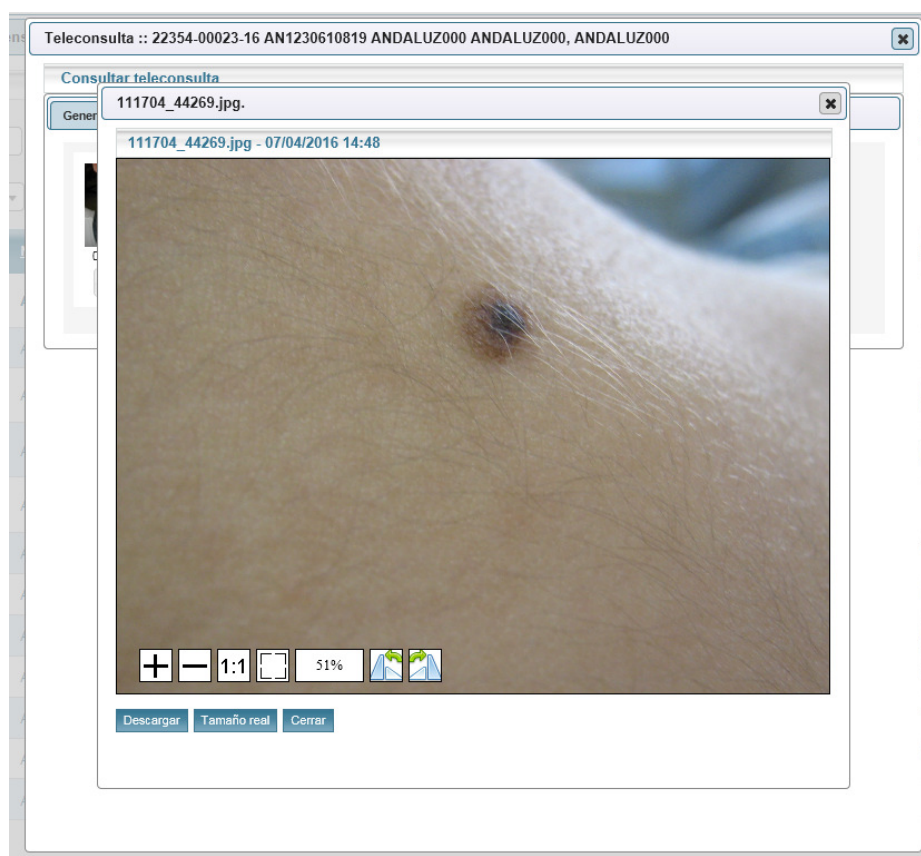 Teleconsulta :: 22354-00023-16 AN1230610819 ANDALUZ000 ANDALUZ000, ANDALUZ000
Consultar teleconsulta
Gener
111704_44269.jpg.
111704_44269.jpg - 07/04/2016 14:48
1:1
51%
Descargar Tamaño real Cerrar